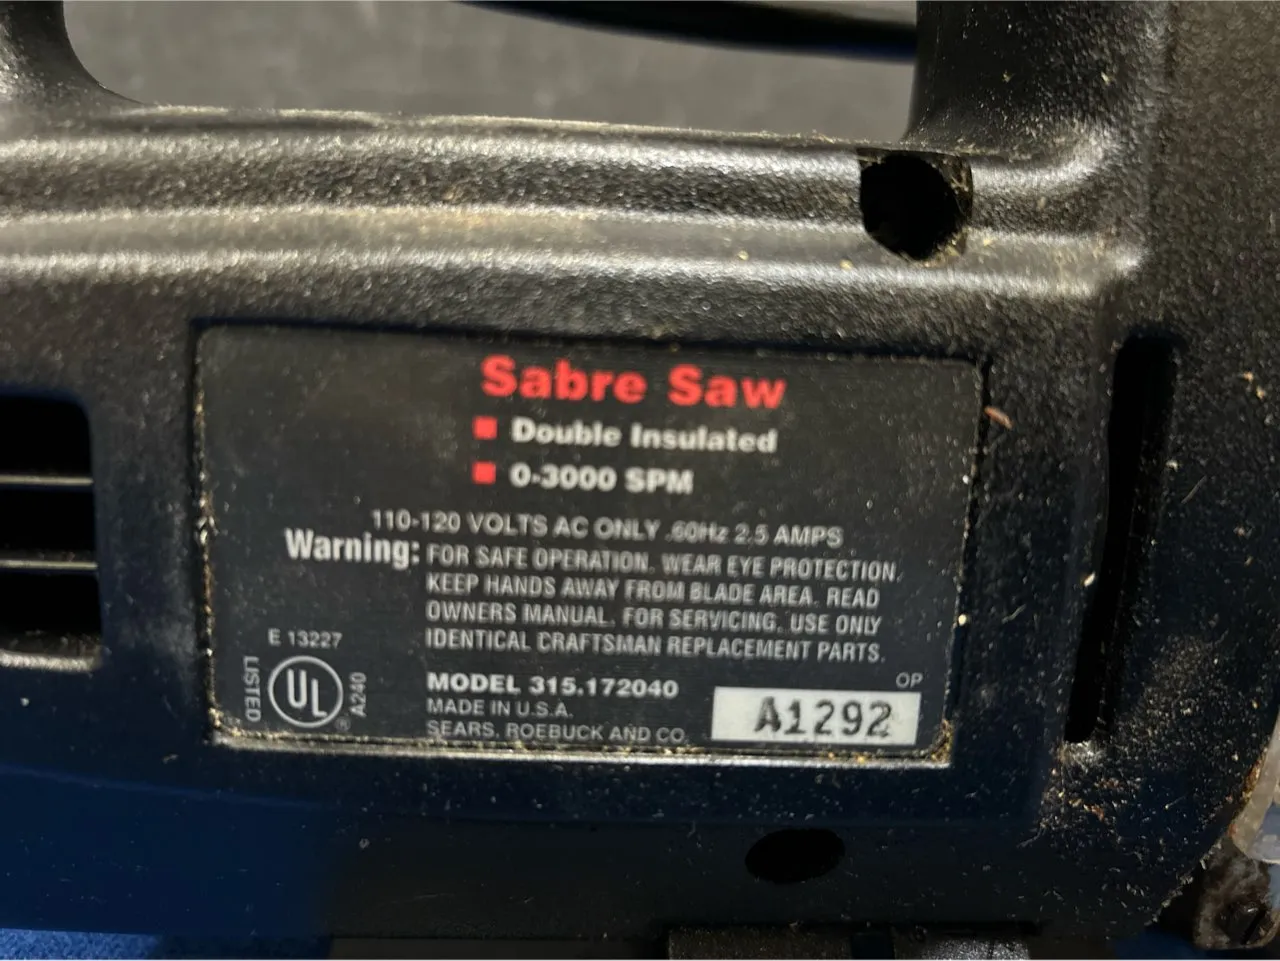 Sabre Saw
Double Insulated
0-3000 SPM
110-120 VOLTS AC ONLY .60Hz 2.5 AMPS
Warning: FOR SAFE OPERATION. WEAR EYE PROTECTION.
KEEP HANDS AWAY FROM BLADE AREA. READ
OWNERS MANUAL. FOR SERVICING, USE ONLY
IDENTICAL CRAFTSMAN REPLACEMENT PARTS.
E 13227
LISTED
UL
®
A240
MODEL 315.172040
MADE IN U.S.A.
SEARS, ROEBUCK AND CO.
OP
A1292